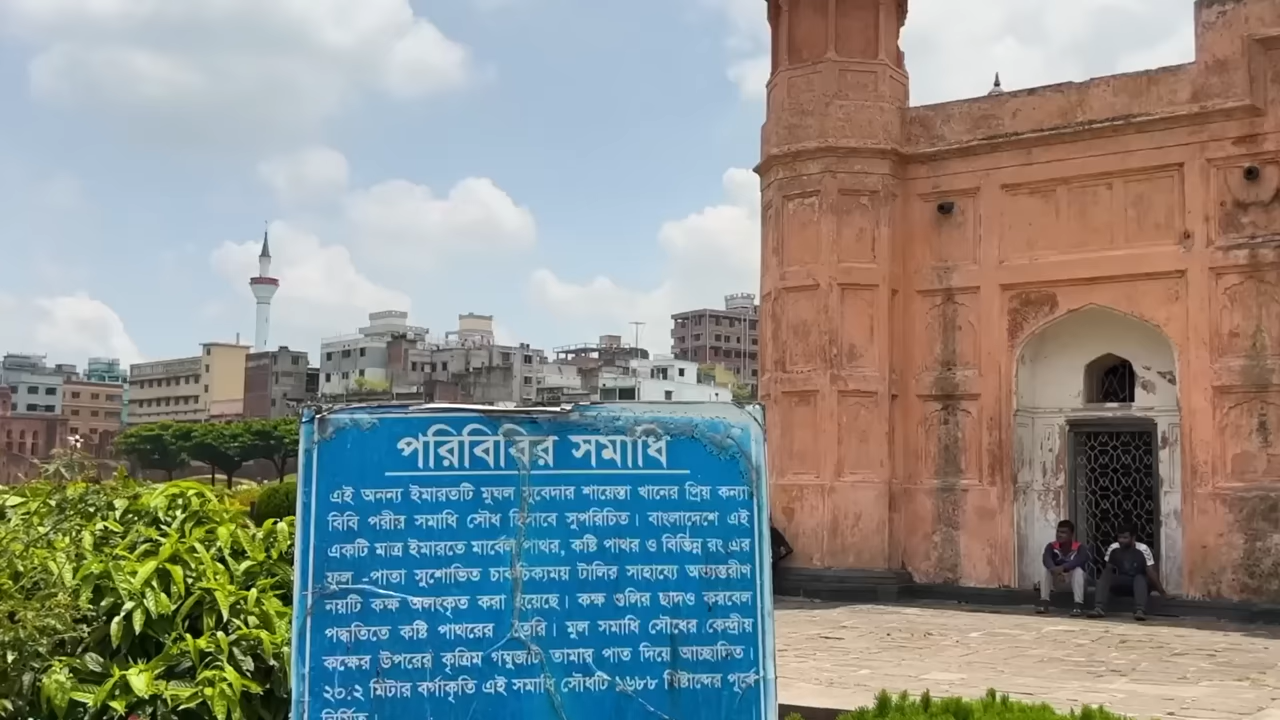 পরিবিবির সমাধি
এই অনন্য ইমারতটি মুঘল সুবেদার শায়েস্তা খানের প্রিয় কন্যা
বিবি পরীর সমাধি সৌধ হিসাবে সুপরিচিত। বাংলাদেশে এই
একটি মাত্র ইমারতে মার্বেল পাথর, কষ্টি পাথর ও বিভিন্ন রং এর
ফুল -পাতা সুশোভিত চাকচিক্যময় টালির সাহায্যে অভ্যন্তরীণ
নয়টি কক্ষ অলংকৃত করা হয়েছে। কক্ষ গুলির ছাদও করবেল
পদ্ধতিতে কষ্টি পাথরের তৈরি। মুল সমাধি সৌধের কেন্দ্রীয়
কক্ষের উপরের কৃত্রিম গম্বুজটি তামার পাত দিয়ে আচ্ছাদিত।
২০.২ মিটার বর্গাকৃতি এই সমাধি সৌধটি ১৬৮৮ খ্রিষ্টাব্দের পূর্বে
নির্মিত।